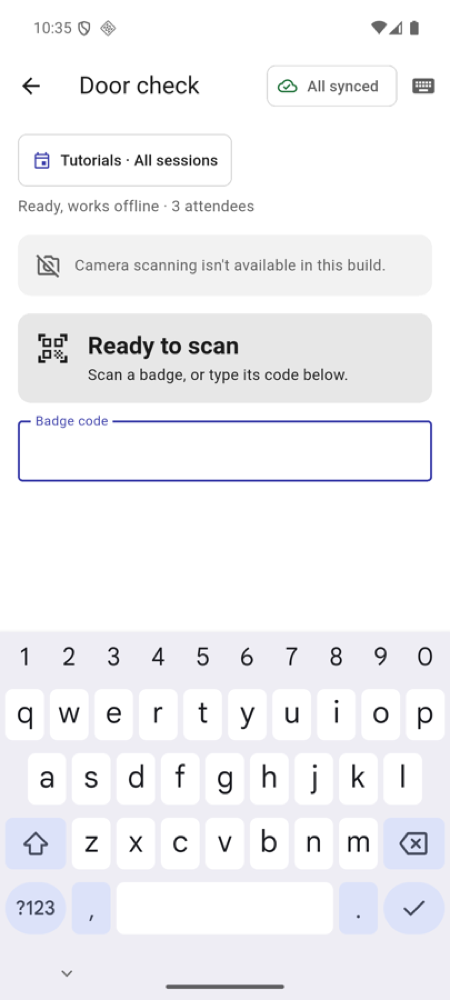 10:35
Door check
All synced
Tutorials · All sessions
Ready, works offline · 3 attendees
Camera scanning isn't available in this build.
Ready to scan
Scan a badge, or type its code below.
Badge code
1 2 3 4 5 6 7 8 9 0
q w e r t y u i o p
a s d f g h j k l
z x c v b n m
?123 , .